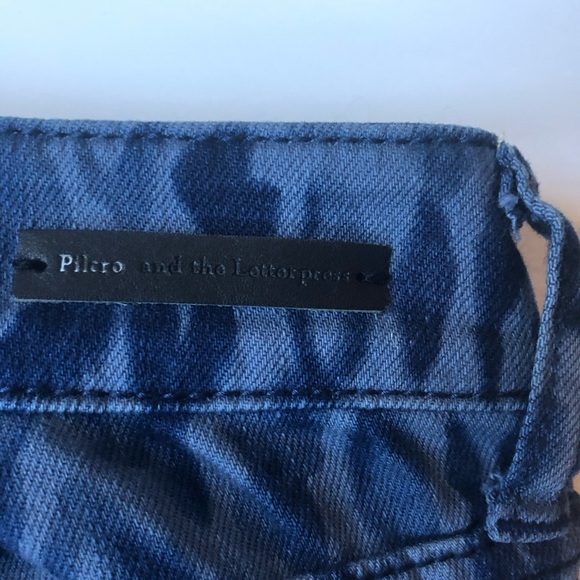 Pilcro and the Letterpress